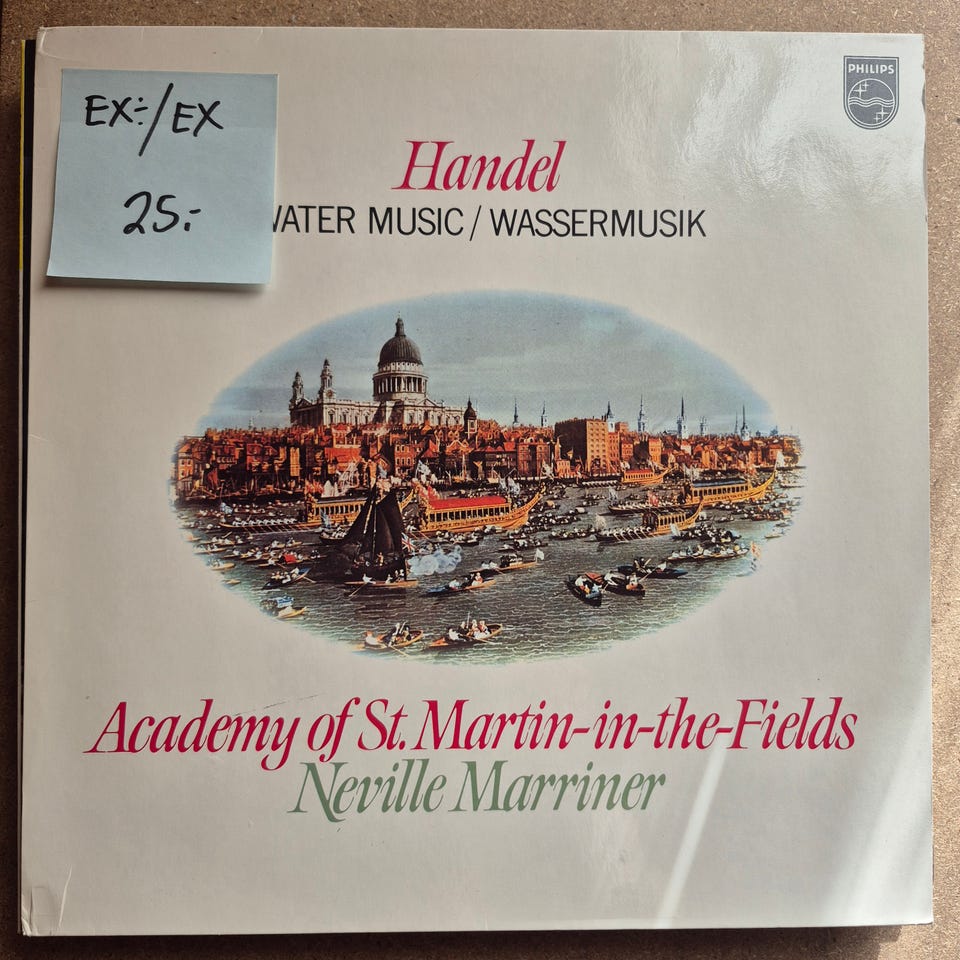 EX÷/EX
25:-
PHILIPS
Handel
WATER MUSIC / WASSERMUSIK
Academy of St. Martin-in-the-Fields
Neville Marriner